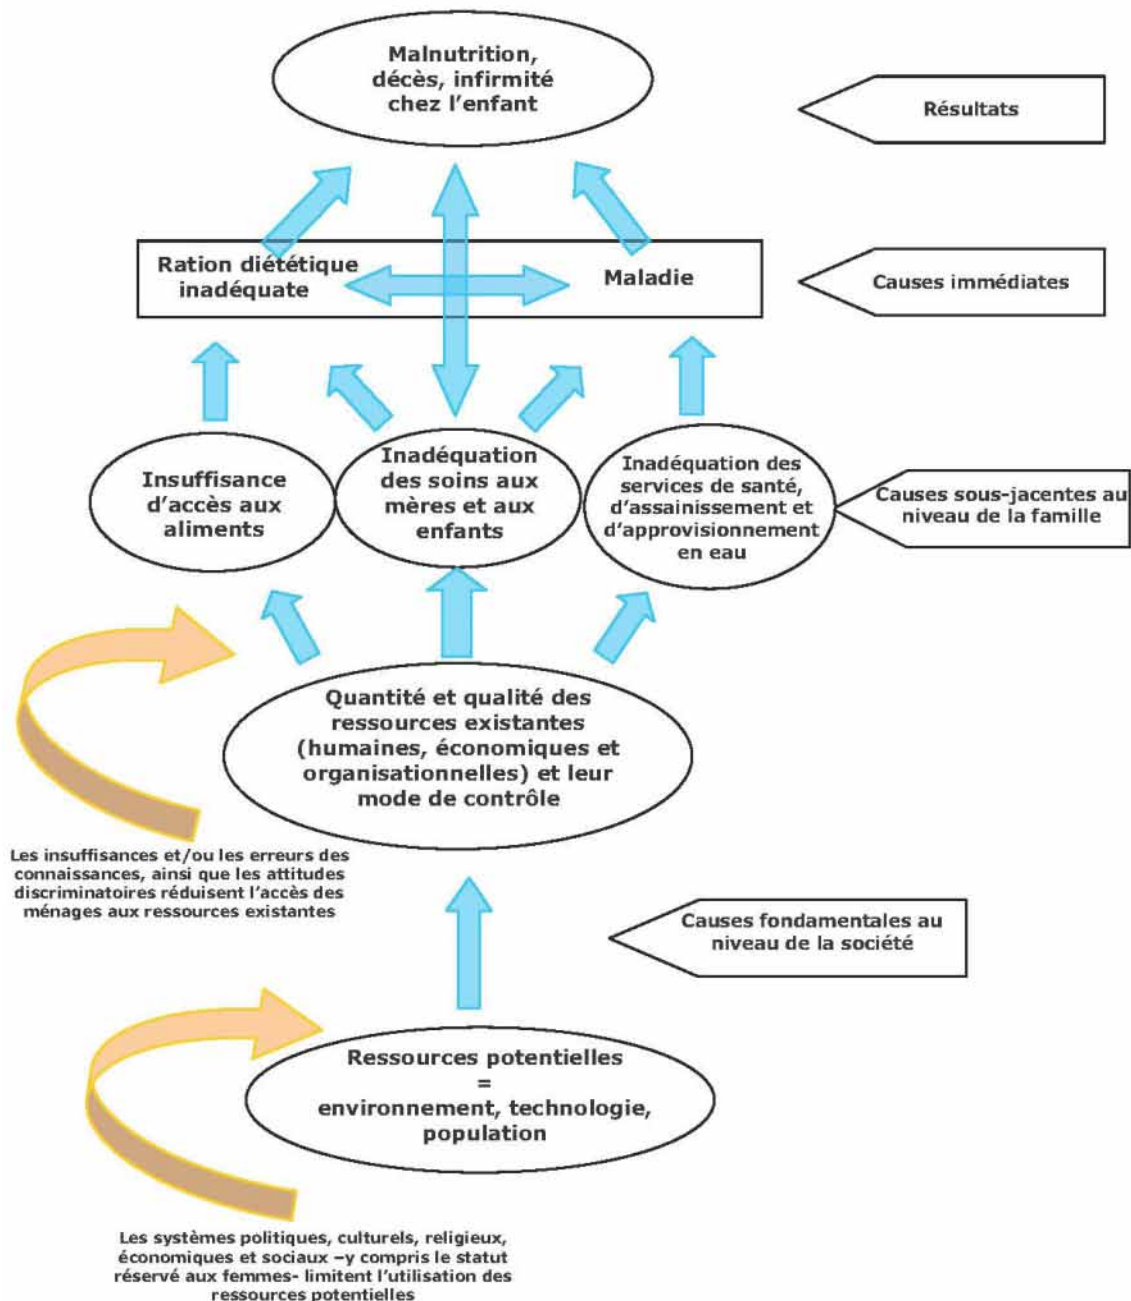 Malnutrition,
décès, infirmité
chez l’enfant
Résultats
Ration diététique
inadéquate
Maladie
Causes immédiates
Insuffisance
d’accès aux
aliments
Inadéquation
des soins aux
mères et aux
enfants
Inadéquation des
services de santé,
d’assainissement et
d’approvisionnement
en eau
Causes sous-jacentes au
niveau de la famille
Quantité et qualité des
ressources existantes
(humaines, économiques et
organisationnelles) et leur
mode de contrôle
Les insuffisances et/ou les erreurs des
connaissances, ainsi que les attitudes
discriminatoires réduisent l’accès des
ménages aux ressources existantes
Causes fondamentales au
niveau de la société
Ressources potentielles
=
environnement, technologie,
population
Les systèmes politiques, culturels, religieux,
économiques et sociaux –y compris le statut
réservé aux femmes- limitent l’utilisation des
ressources potentielles